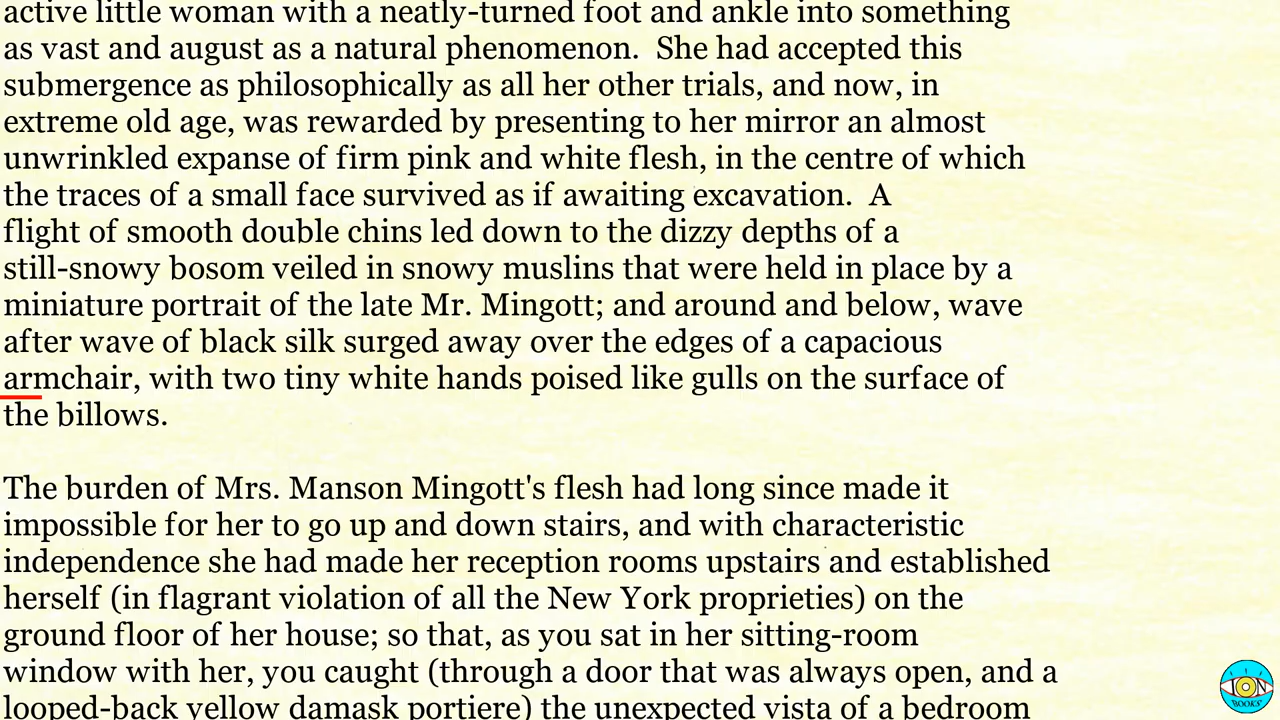 active little woman with a neatly-turned foot and ankle into something
as vast and august as a natural phenomenon.  She had accepted this
submergence as philosophically as all her other trials, and now, in
extreme old age, was rewarded by presenting to her mirror an almost
unwrinkled expanse of firm pink and white flesh, in the centre of which
the traces of a small face survived as if awaiting excavation.  A
flight of smooth double chins led down to the dizzy depths of a
still-snowy bosom veiled in snowy muslins that were held in place by a
miniature portrait of the late Mr. Mingott; and around and below, wave
after wave of black silk surged away over the edges of a capacious
armchair, with two tiny white hands poised like gulls on the surface of
the billows.

The burden of Mrs. Manson Mingott's flesh had long since made it
impossible for her to go up and down stairs, and with characteristic
independence she had made her reception rooms upstairs and established
herself (in flagrant violation of all the New York proprieties) on the
ground floor of her house; so that, as you sat in her sitting-room
window with her, you caught (through a door that was always open, and a
looped-back yellow damask portiere) the unexpected vista of a bedroom
ION
BOOKS